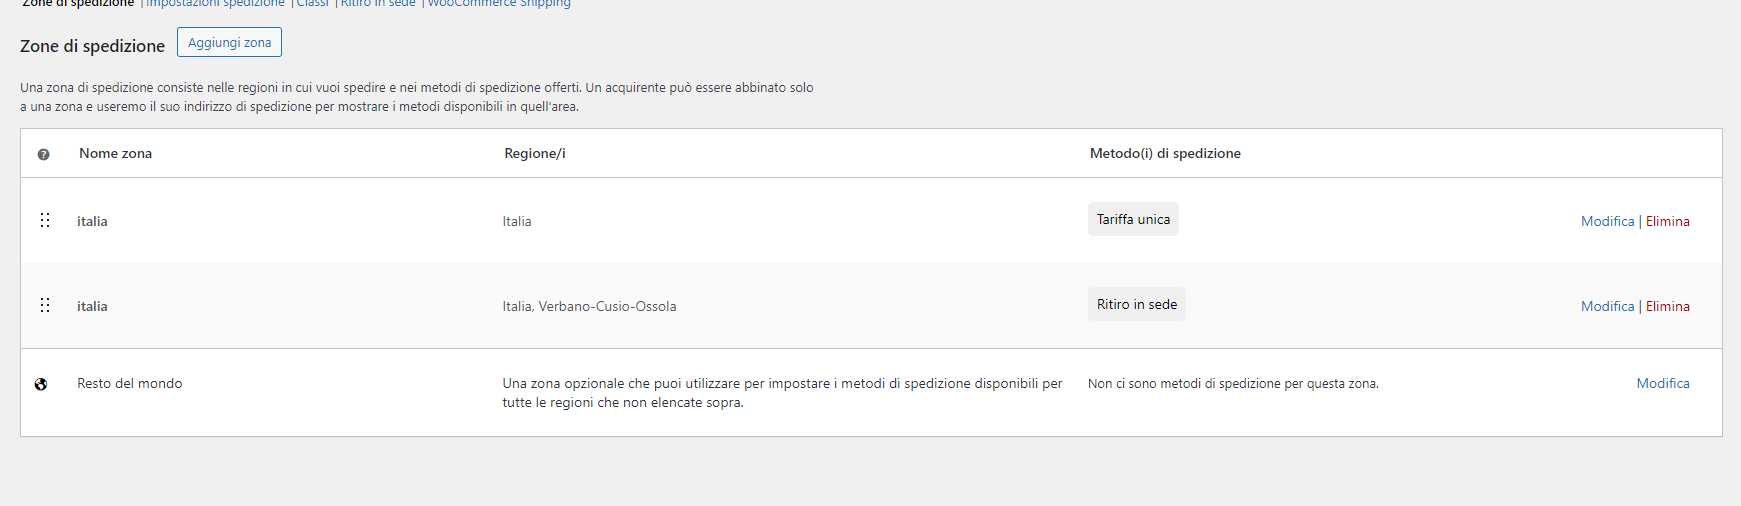 Zone di spedizione | Impostazioni spedizione | Classi | Ritiro in sede | WooCommerce Shipping
Zone di spedizione Aggiungi zona
Una zona di spedizione consiste nelle regioni in cui vuoi spedire e nei metodi di spedizione offerti. Un acquirente può essere abbinato solo
a una zona e useremo il suo indirizzo di spedizione per mostrare i metodi disponibili in quell'area.
? Nome zona Regione/i Metodo(i) di spedizione
italia Italia Tariffa unica Modifica | Elimina
italia Italia, Verbano-Cusio-Ossola Ritiro in sede Modifica | Elimina
Resto del mondo Una zona opzionale che puoi utilizzare per impostare i metodi di spedizione disponibili per Non ci sono metodi di spedizione per questa zona. Modifica
tutte le regioni che non elencate sopra.